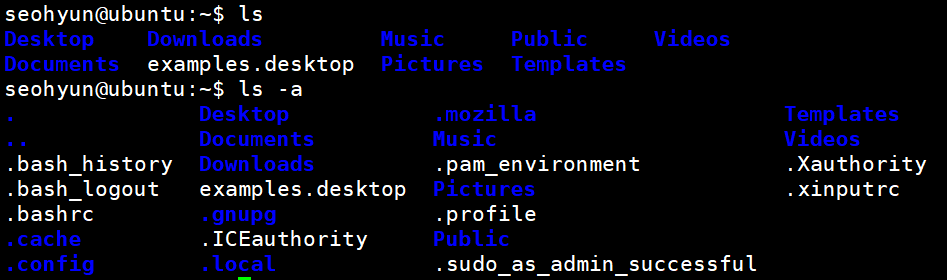 seohyun@ubuntu:~$ ls
Desktop Downloads Music Public Videos
Documents examples.desktop Pictures Templates
seohyun@ubuntu:~$ ls -a
. Desktop .mozilla Templates
.. Documents Music Videos
.bash_history Downloads .pam_environment .Xauthority
.bash_logout examples.desktop Pictures .xinputrc
.bashrc .gnupg .profile
.cache .ICEauthority Public
.config .local .sudo_as_admin_successful